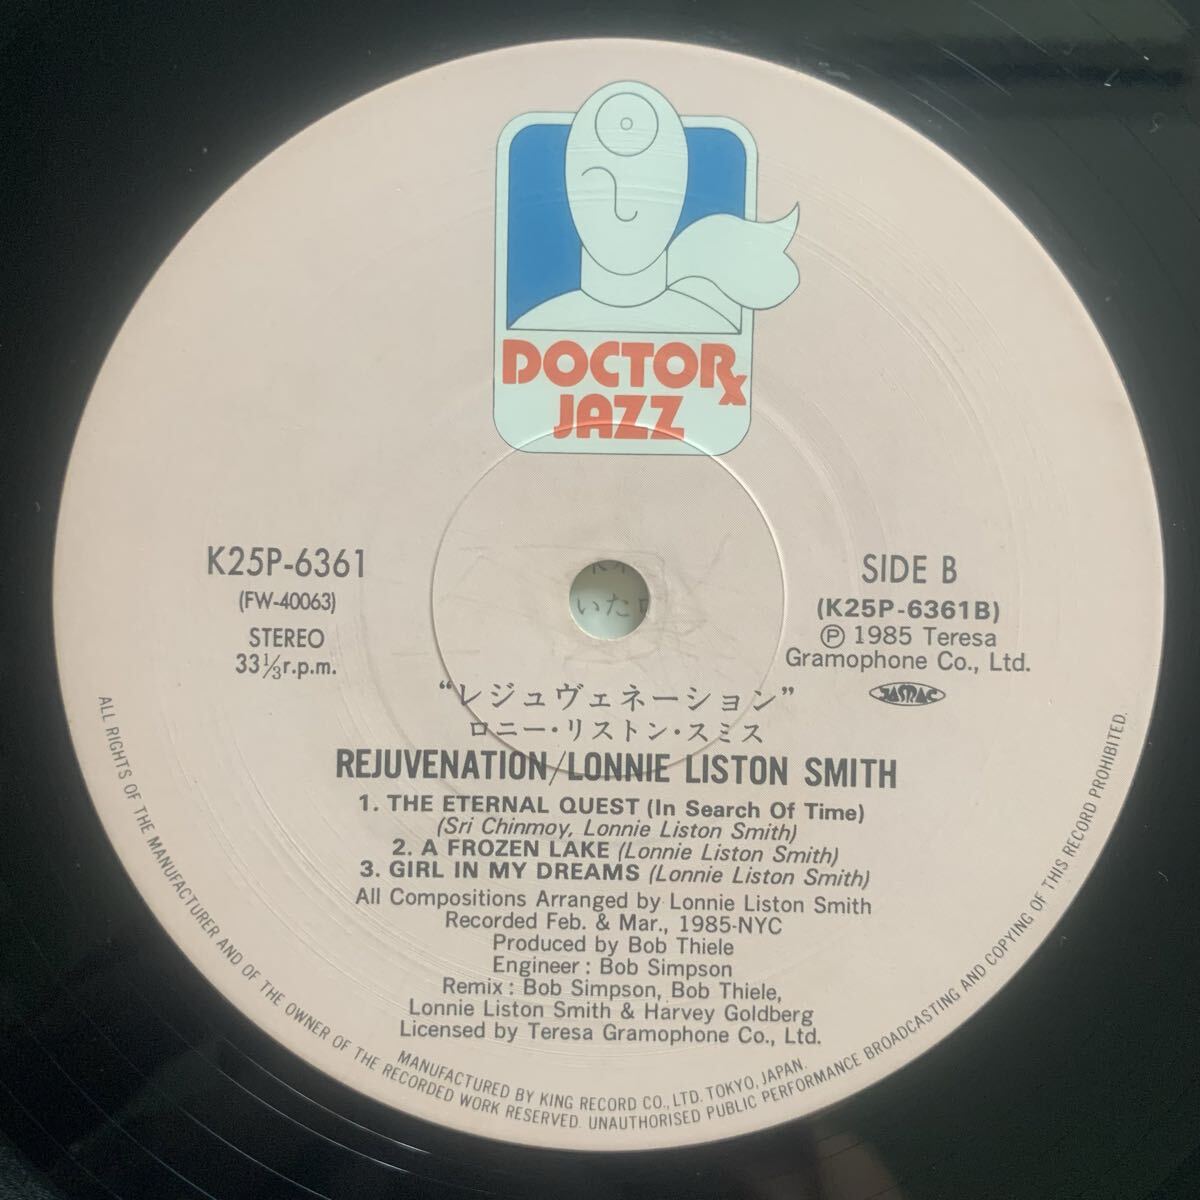 DOCTOR
x
JAZZ
K25P-6361
(FW-40063)
STEREO
33⅓r.p.m.
SIDE B
(K25P-6361B)
Ⓟ 1985 Teresa
Gramophone Co., Ltd.
JASRAC
いた
“レジュヴェネーション”
ロニー・リストン・スミス
REJUVENATION/LONNIE LISTON SMITH
1. THE ETERNAL QUEST (In Search Of Time)
(Sri Chinmoy, Lonnie Liston Smith)
2. A FROZEN LAKE (Lonnie Liston Smith)
3. GIRL IN MY DREAMS (Lonnie Liston Smith)
All Compositions Arranged by Lonnie Liston Smith
Recorded Feb. & Mar., 1985-NYC
Produced by Bob Thiele
Engineer : Bob Simpson
Remix : Bob Simpson, Bob Thiele,
Lonnie Liston Smith & Harvey Goldberg
Licensed by Teresa Gramophone Co., Ltd.
MANUFACTURED BY KING RECORD CO., LTD. TOKYO, JAPAN.
ALL RIGHTS OF THE MANUFACTURER AND OF THE OWNER OF THE RECORDED WORK RESERVED. UNAUTHORISED PUBLIC PERFORMANCE BROADCASTING AND COPYING OF THIS RECORD PROHIBITED.